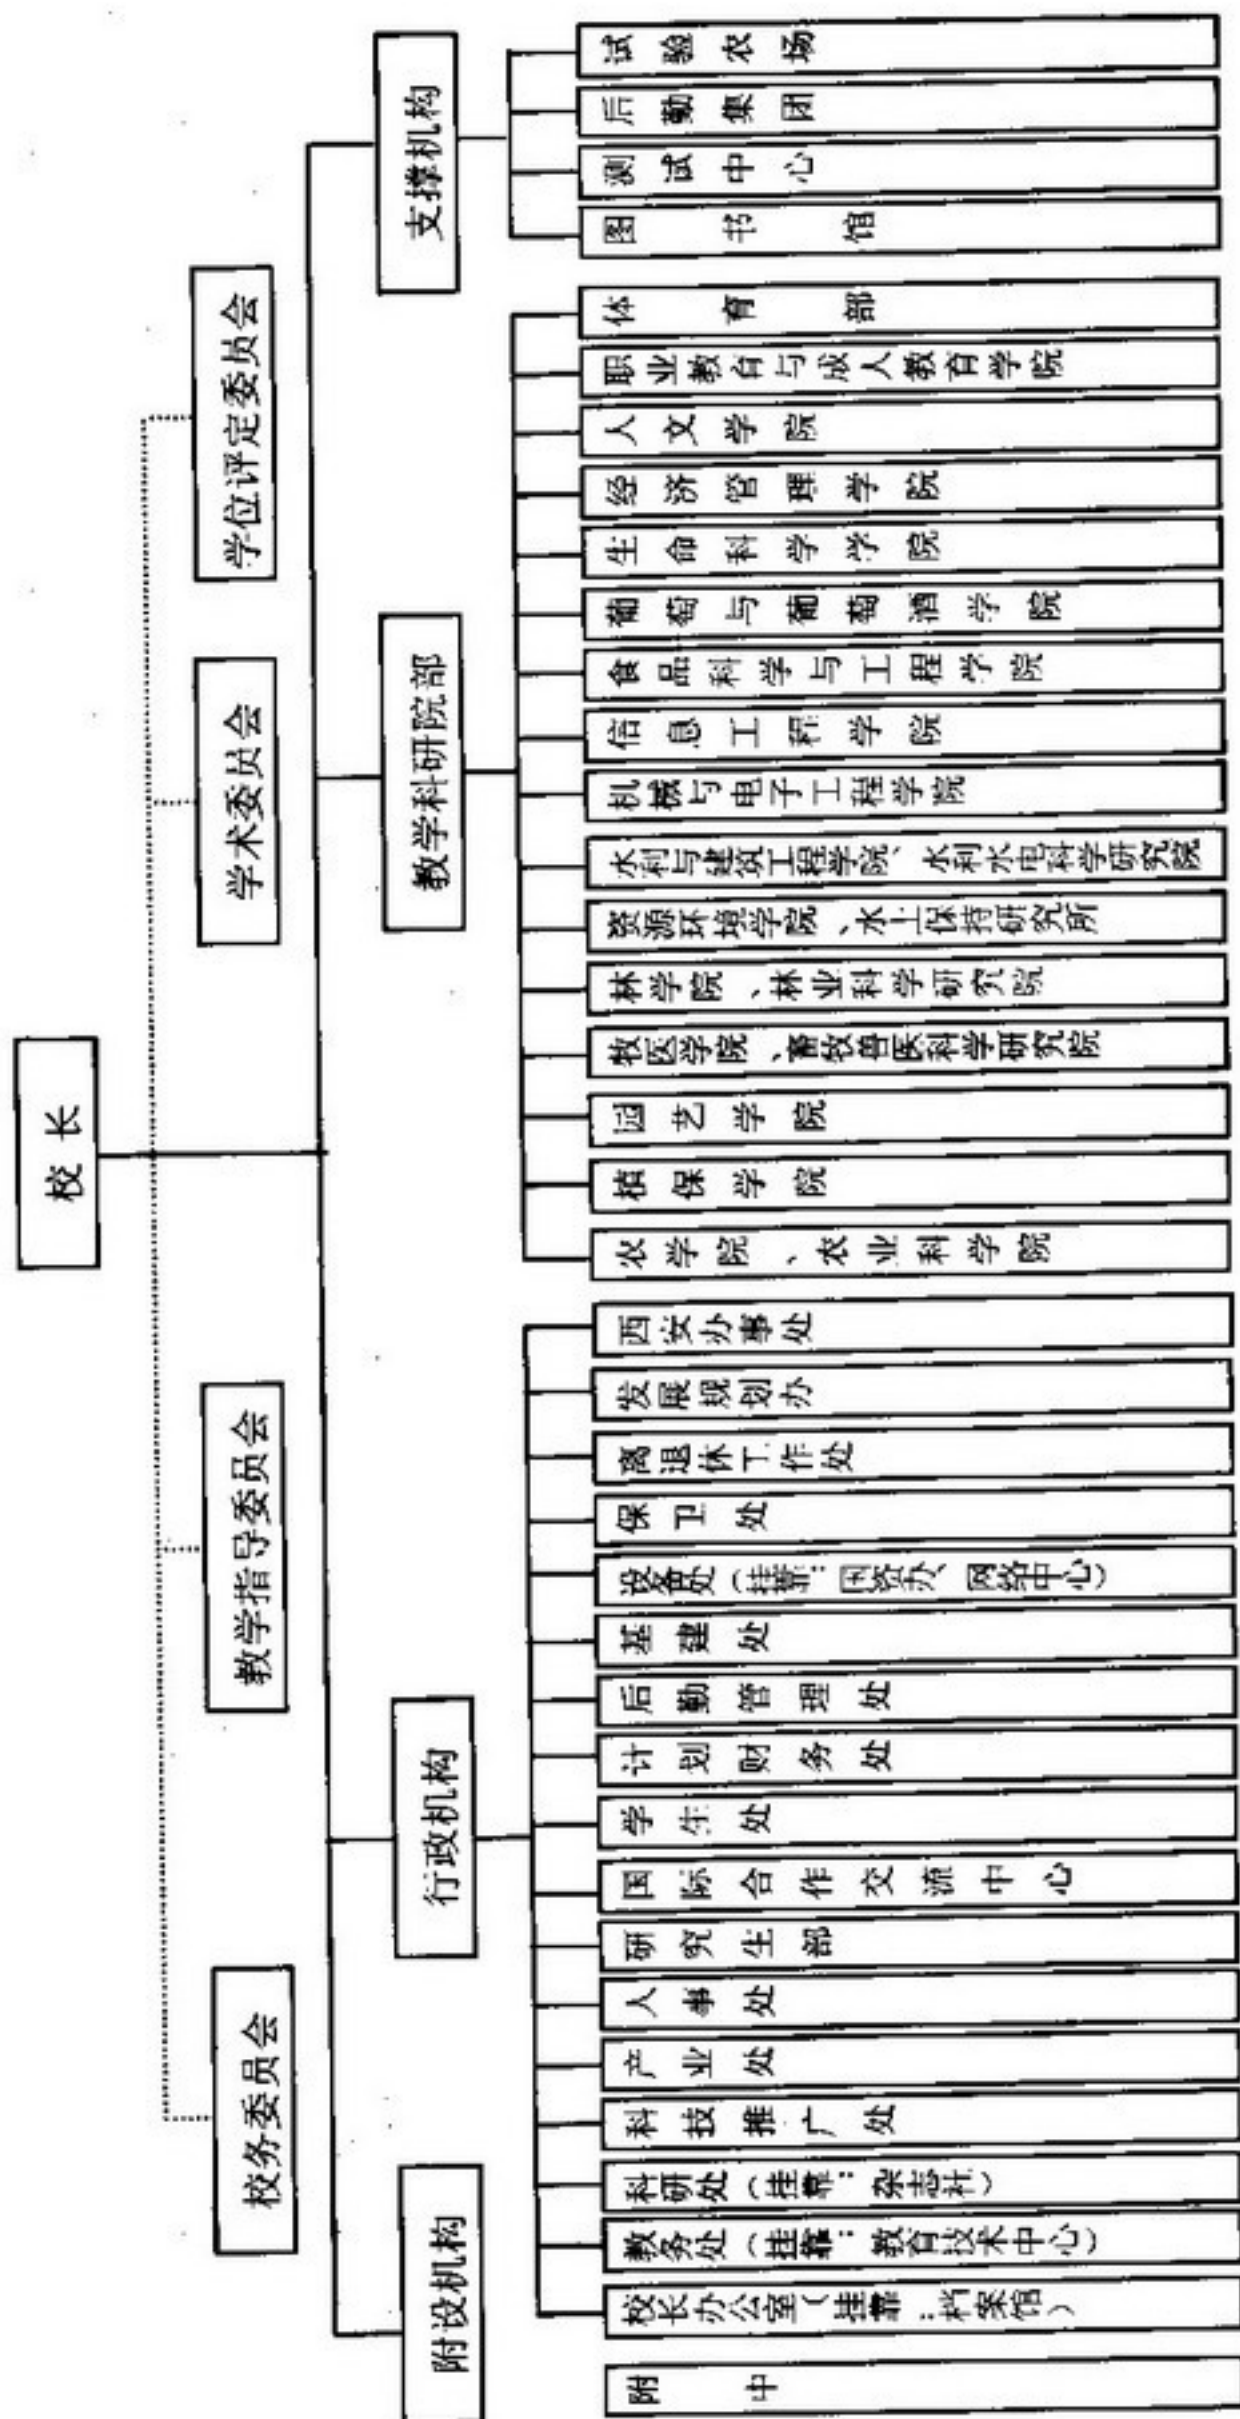 校长
校务委员会
教学指导委员会
学术委员会
学位评定委员会
附设机构
行政机构
教学科研院部
支撑机构
附中
校长办公室(挂靠:档案馆)
教务处(挂靠:教育技术中心)
科研处(挂靠:杂志社)
科技推广处
产业处
人事处
研究生部
国际合作交流中心
学生处
计划财务处
后勤管理处
基建处
设备处(挂靠:国资办、网络中心)
保卫处
离退休工作处
发展规划办
西安办事处
农学院、农业科学院
植保学院
园艺学院
牧医学院、畜牧兽医科学研究院
林学院、林业科学研究院
资源环境学院、水土保持研究所
水利与建筑工程学院、水利水电科学研究院
机械与电子工程学院
信息工程学院
食品科学与工程学院
葡萄与葡萄酒学院
生命科学学院
经济管理学院
人文学院
职业教育与成人教育学院
体育部
图书馆
测试中心
后勤集团
试验农场